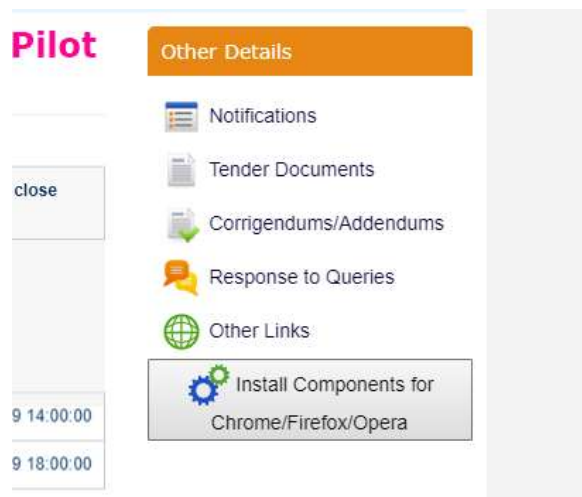 Pilot
Other Details
Notifications
Tender Documents
close
Corrigendums/Addendums
Response to Queries
Other Links
Install Components for
Chrome/Firefox/Opera
9 14:00:00
9 18:00:00